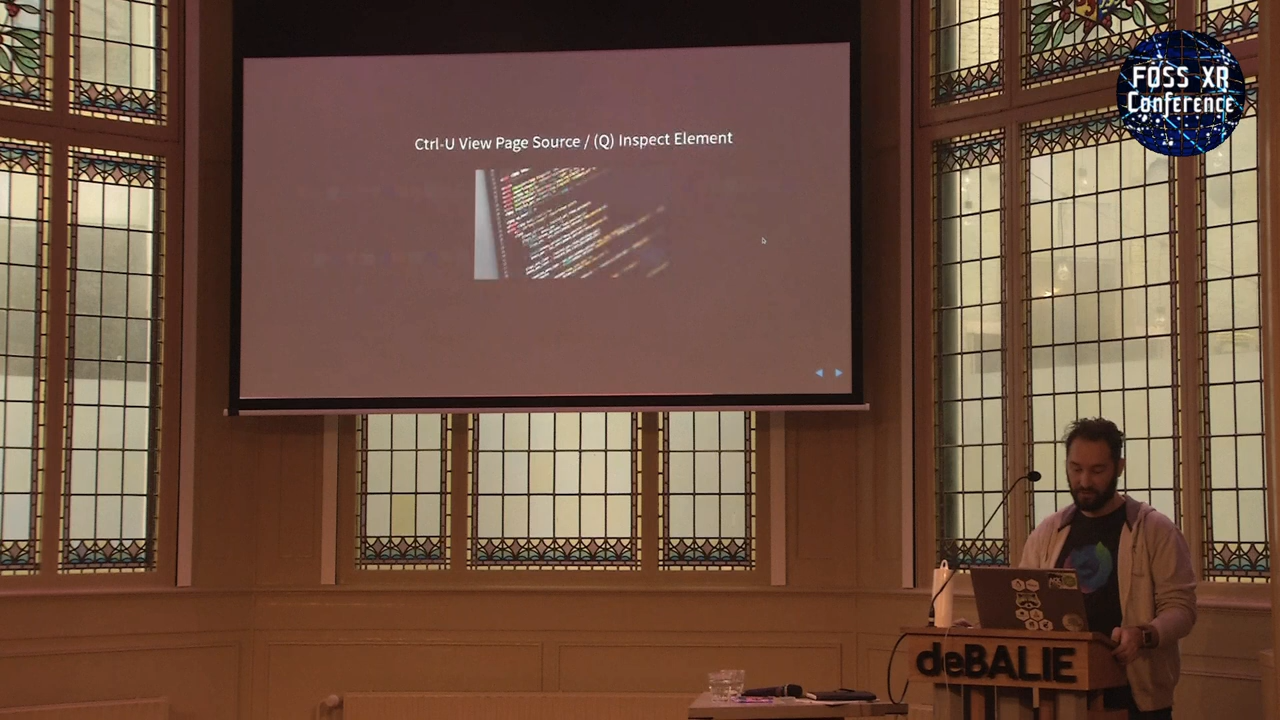 FOSS XR
Conference
Ctrl-U View Page Source / (Q) Inspect Element
deBALIE